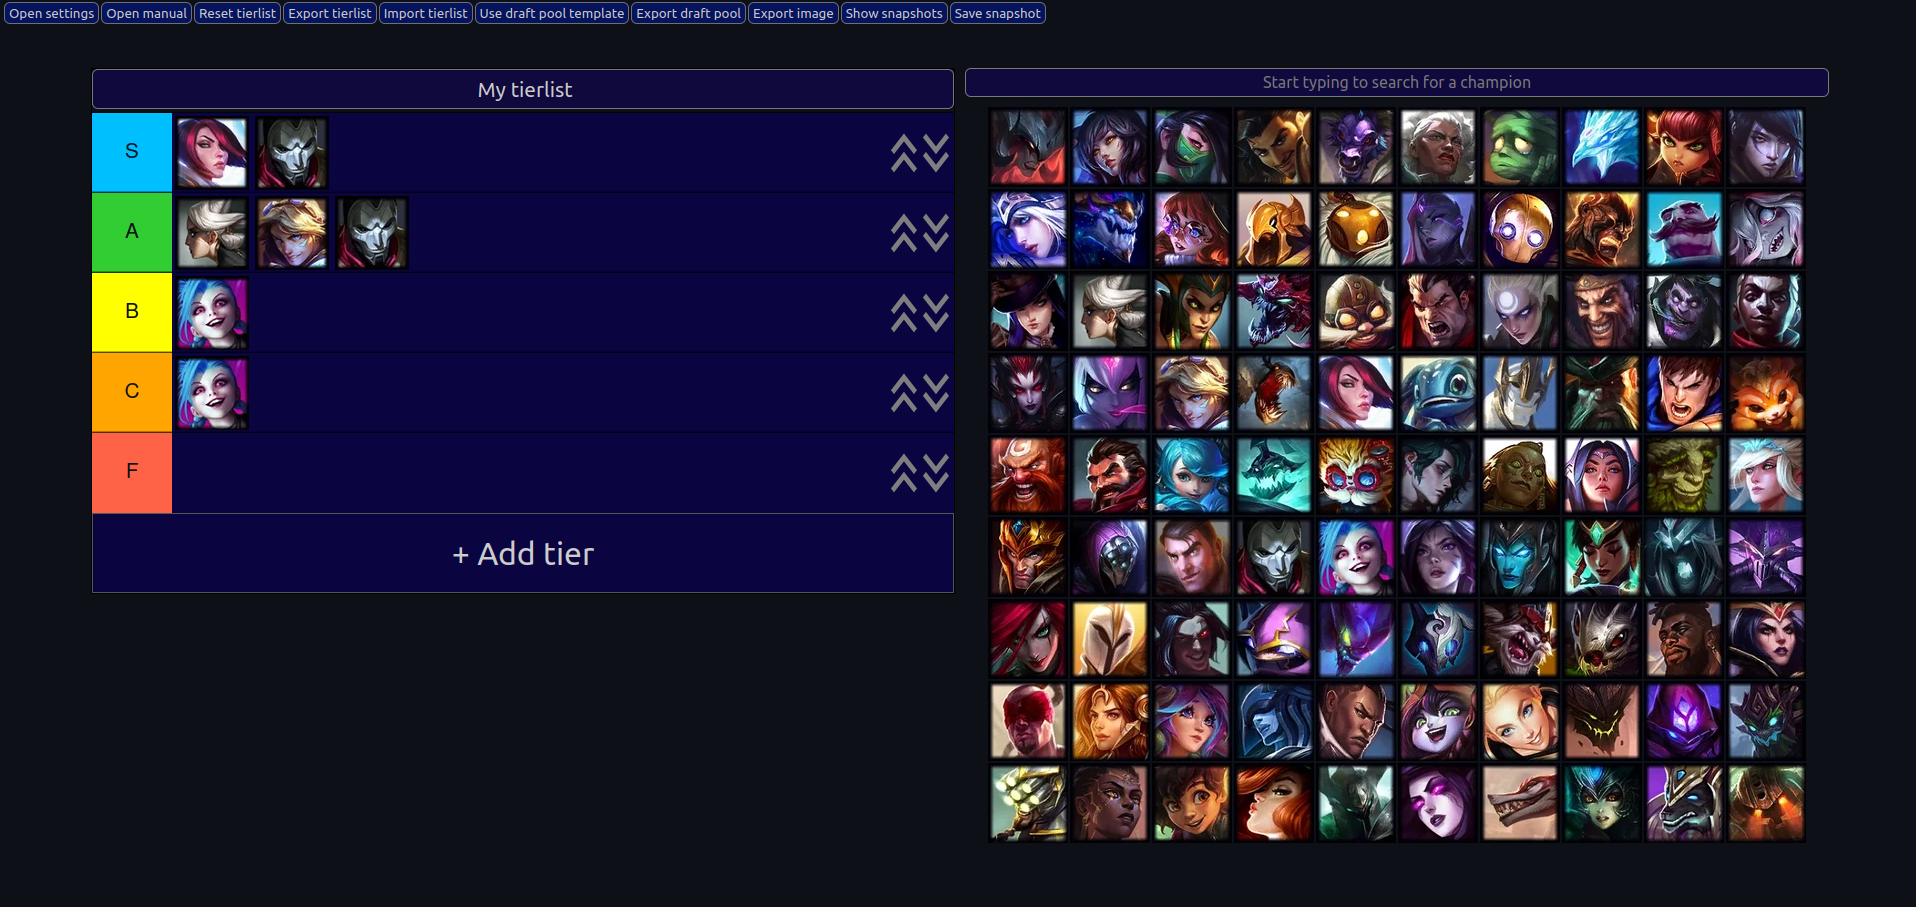 Open settings Open manual Reset tierlist Export tierlist Import tierlist Use draft pool template Export draft pool Export image Show snapshots Save snapshot
My tierlist
Start typing to search for a champion
S
A
B
C
F
+ Add tier